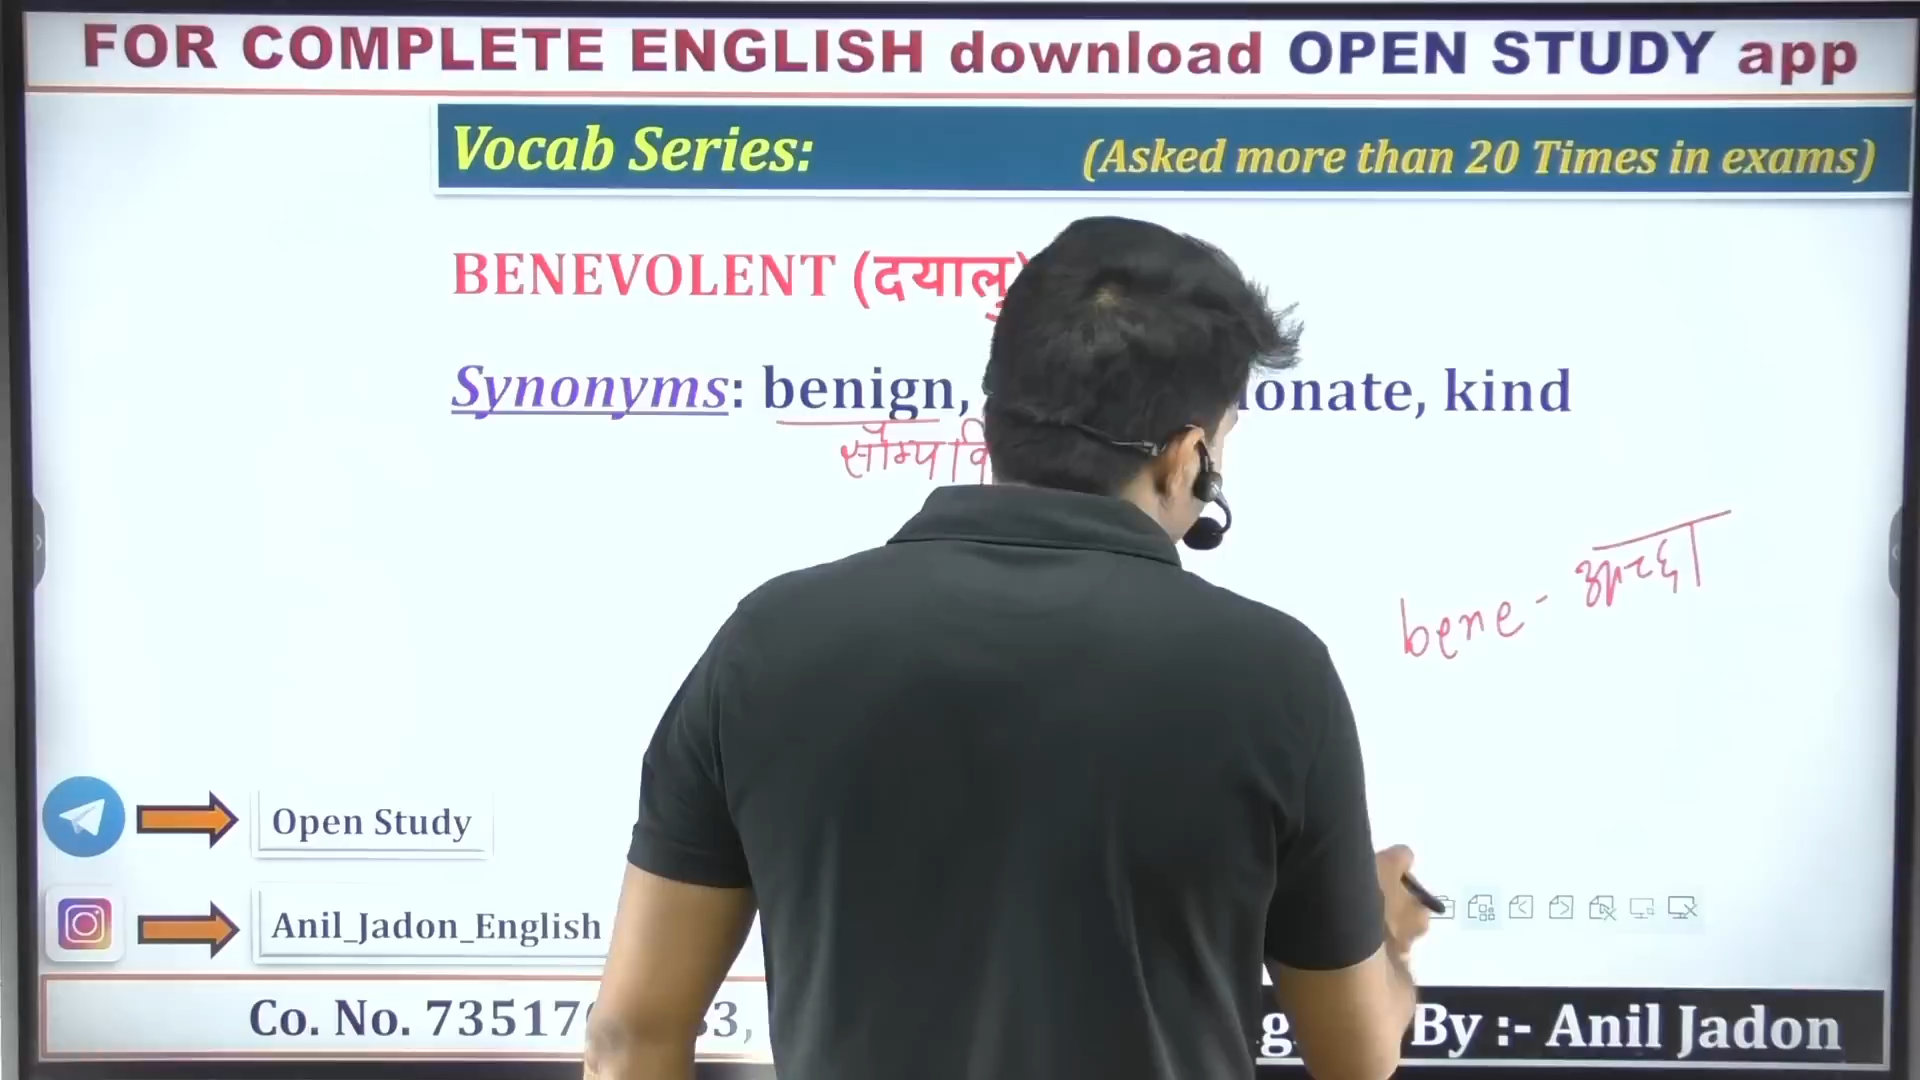 FOR COMPLETE ENGLISH download OPEN STUDY app
Vocab Series: (Asked more than 20 Times in exams)
BENEVOLENT (दयालु)
Synonyms: benign, onate, kind
सौम्य
bene - अच्छा
Open Study
Anil_Jadon_English
Co. No. 7351 3,
By :- Anil Jadon